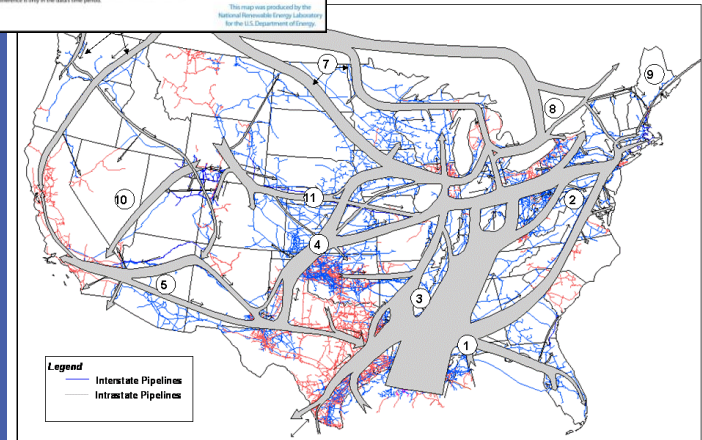 This map was produced by the
National Renewable Energy Laboratory
for the U.S. Department of Energy.
7
9
8
10
11
2
4
5
3
1
Legend
Interstate Pipelines
Intrastate Pipelines